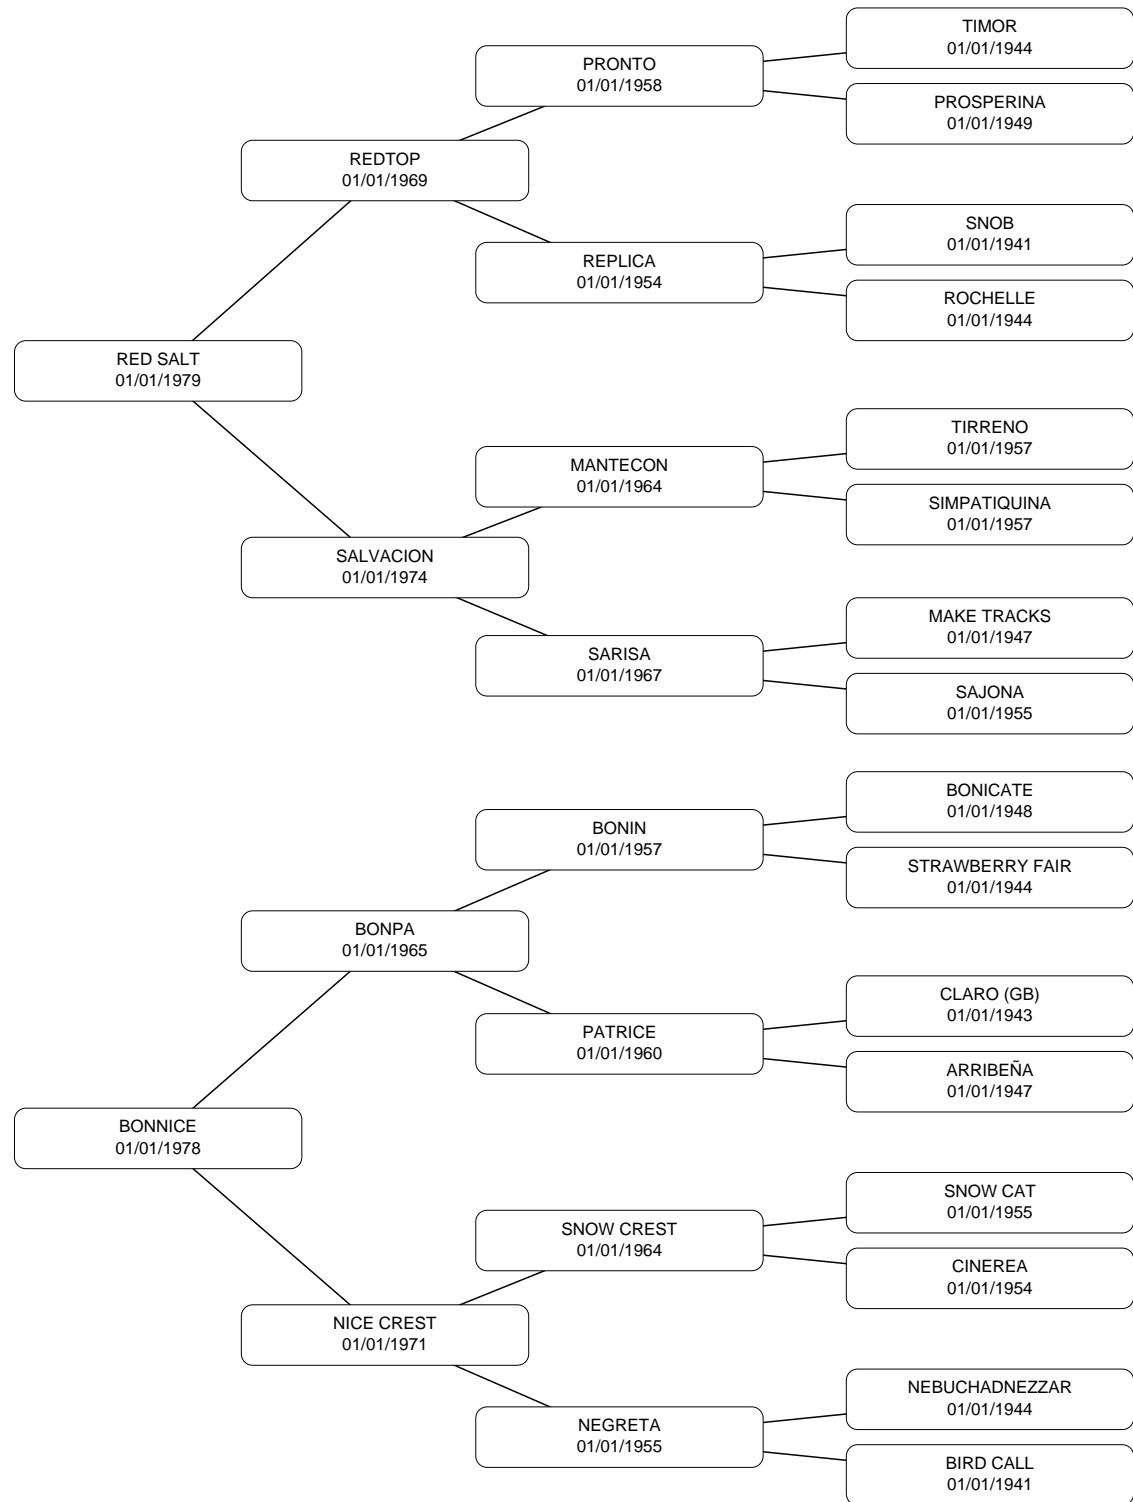 TIMOR
01/01/1944
PRONTO
01/01/1958
PROSPERINA
01/01/1949
REDTOP
01/01/1969
SNOB
01/01/1941
REPLICA
01/01/1954
ROCHELLE
01/01/1944
RED SALT
01/01/1979
TIRRENO
01/01/1957
MANTECON
01/01/1964
SIMPATIQUINA
01/01/1957
SALVACION
01/01/1974
MAKE TRACKS
01/01/1947
SARISA
01/01/1967
SAJONA
01/01/1955
BONICATE
01/01/1948
BONIN
01/01/1957
STRAWBERRY FAIR
01/01/1944
BONPA
01/01/1965
CLARO (GB)
01/01/1943
PATRICE
01/01/1960
ARRIBEÑA
01/01/1947
BONNICE
01/01/1978
SNOW CAT
01/01/1955
SNOW CREST
01/01/1964
CINEREA
01/01/1954
NICE CREST
01/01/1971
NEBUCHADNEZZAR
01/01/1944
NEGRETA
01/01/1955
BIRD CALL
01/01/1941